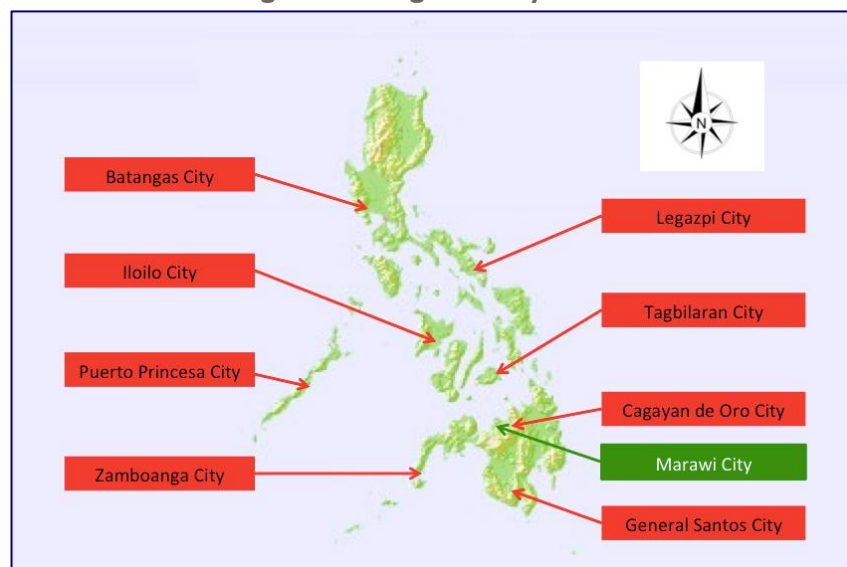 N
Batangas City
Legazpi City
Iloilo City
Tagbilaran City
Puerto Princesa City
Cagayan de Oro City
Marawi City
Zamboanga City
General Santos City